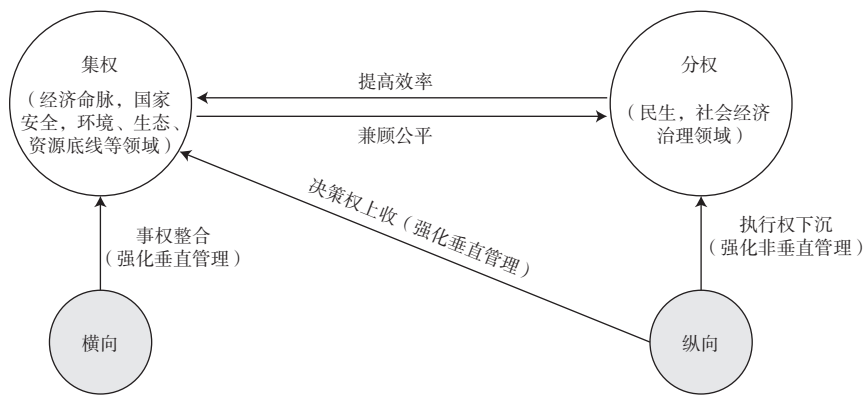 集权
（经济命脉，国家
安全，环境、生态、
资源底线等领域）
提高效率
兼顾公平
分权
（民生，社会经济
治理领域）
事权整合
（强化垂直管理）
决策权上收（强化垂直管理）
执行权下沉
（强化非垂直管理）
横向
纵向